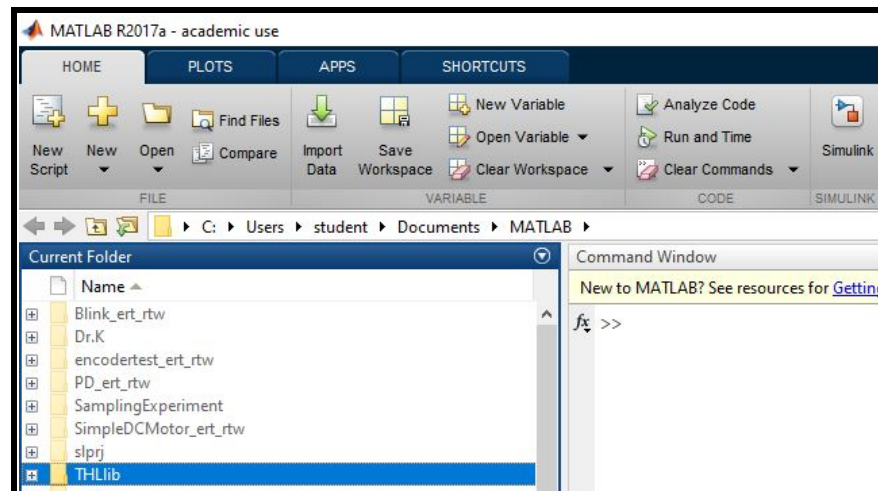 MATLAB R2017a - academic use
HOME PLOTS APPS SHORTCUTS
New Script
New
Open
Find Files
Compare
Import Data
Save Workspace
New Variable
Open Variable
Clear Workspace
Analyze Code
Run and Time
Clear Commands
Simulink
FILE VARIABLE CODE SIMULINK
C: Users student Documents MATLAB
Current Folder
Name
Blink_ert_rtw
Dr.K
encodertest_ert_rtw
PD_ert_rtw
SamplingExperiment
SimpleDCMotor_ert_rtw
slprj
THLlib
Command Window
New to MATLAB? See resources for Getting
fx >>